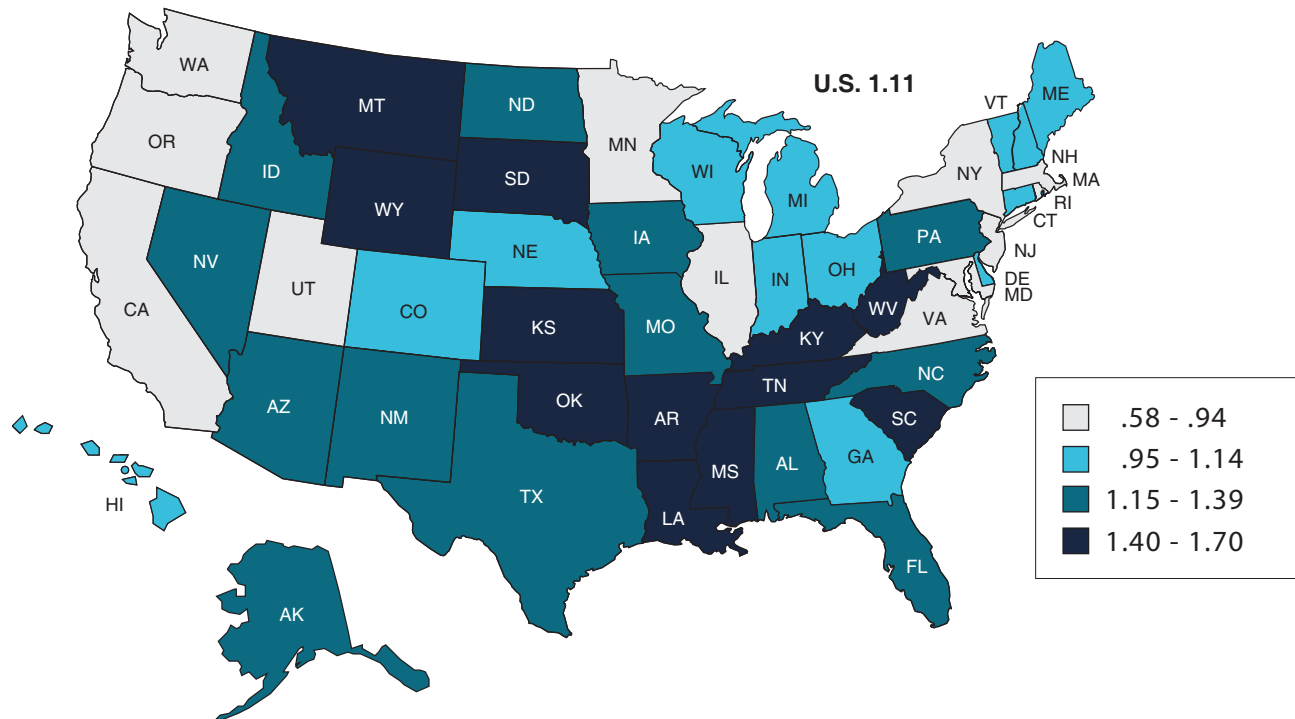 U.S. 1.11
WA
MT
ND
MN
VT
ME
OR
ID
SD
WI
MI
NY
NH
MA
RI
CT
WY
NE
IA
PA
NJ
NV
UT
CO
IL
IN
OH
DE
MD
CA
KS
MO
WV
VA
KY
AZ
NM
OK
AR
TN
NC
SC
TX
LA
MS
AL
GA
HI
FL
AK
.58 - .94
.95 - 1.14
1.15 - 1.39
1.40 - 1.70